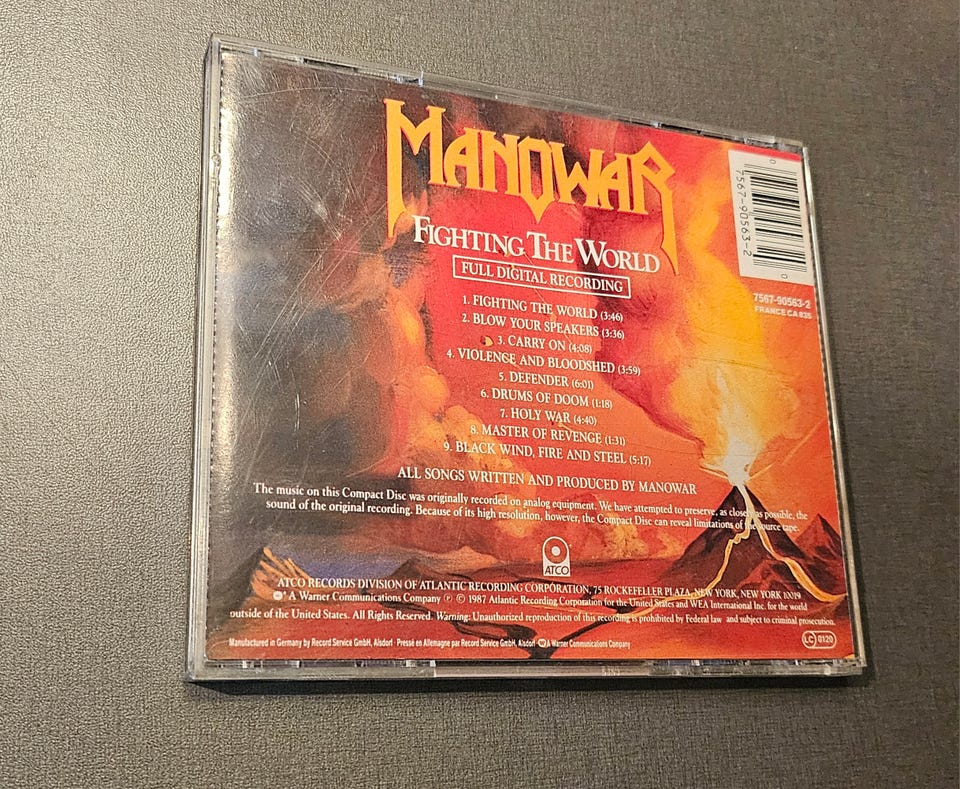 MANOWAR
FIGHTING THE WORLD
FULL DIGITAL RECORDING
1. FIGHTING THE WORLD (3:46)
2. BLOW YOUR SPEAKERS (3:36)
3. CARRY ON (4:08)
4. VIOLENCE AND BLOODSHED (3:59)
5. DEFENDER (6:01)
6. DRUMS OF DOOM (1:18)
7. HOLY WAR (4:40)
8. MASTER OF REVENGE (1:31)
9. BLACK WIND, FIRE AND STEEL (5:17)
ALL SONGS WRITTEN AND PRODUCED BY MANOWAR
The music on this Compact Disc was originally recorded on analog equipment. We have attempted to preserve, as closely as possible, the
sound of the original recording. Because of its high resolution, however, the Compact Disc can reveal limitations of the source tape.
ATCO
ATCO RECORDS DIVISION OF ATLANTIC RECORDING CORPORATION, 75 ROCKEFELLER PLAZA, NEW YORK, NEW YORK 10019
A Warner Communications Company ℗ © 1987 Atlantic Recording Corporation for the United States and WEA International Inc. for the world
outside of the United States. All Rights Reserved. Warning: Unauthorized reproduction of this recording is prohibited by Federal law and subject to criminal prosecution.
Manufactured in Germany by Record Service GmbH, Alsdorf · Pressé en Allemagne par Record Service GmbH, Alsdorf · A Warner Communications Company
LC 0120
0 7567-90563-2 0
7567-90563-2
FRANCE CA 835